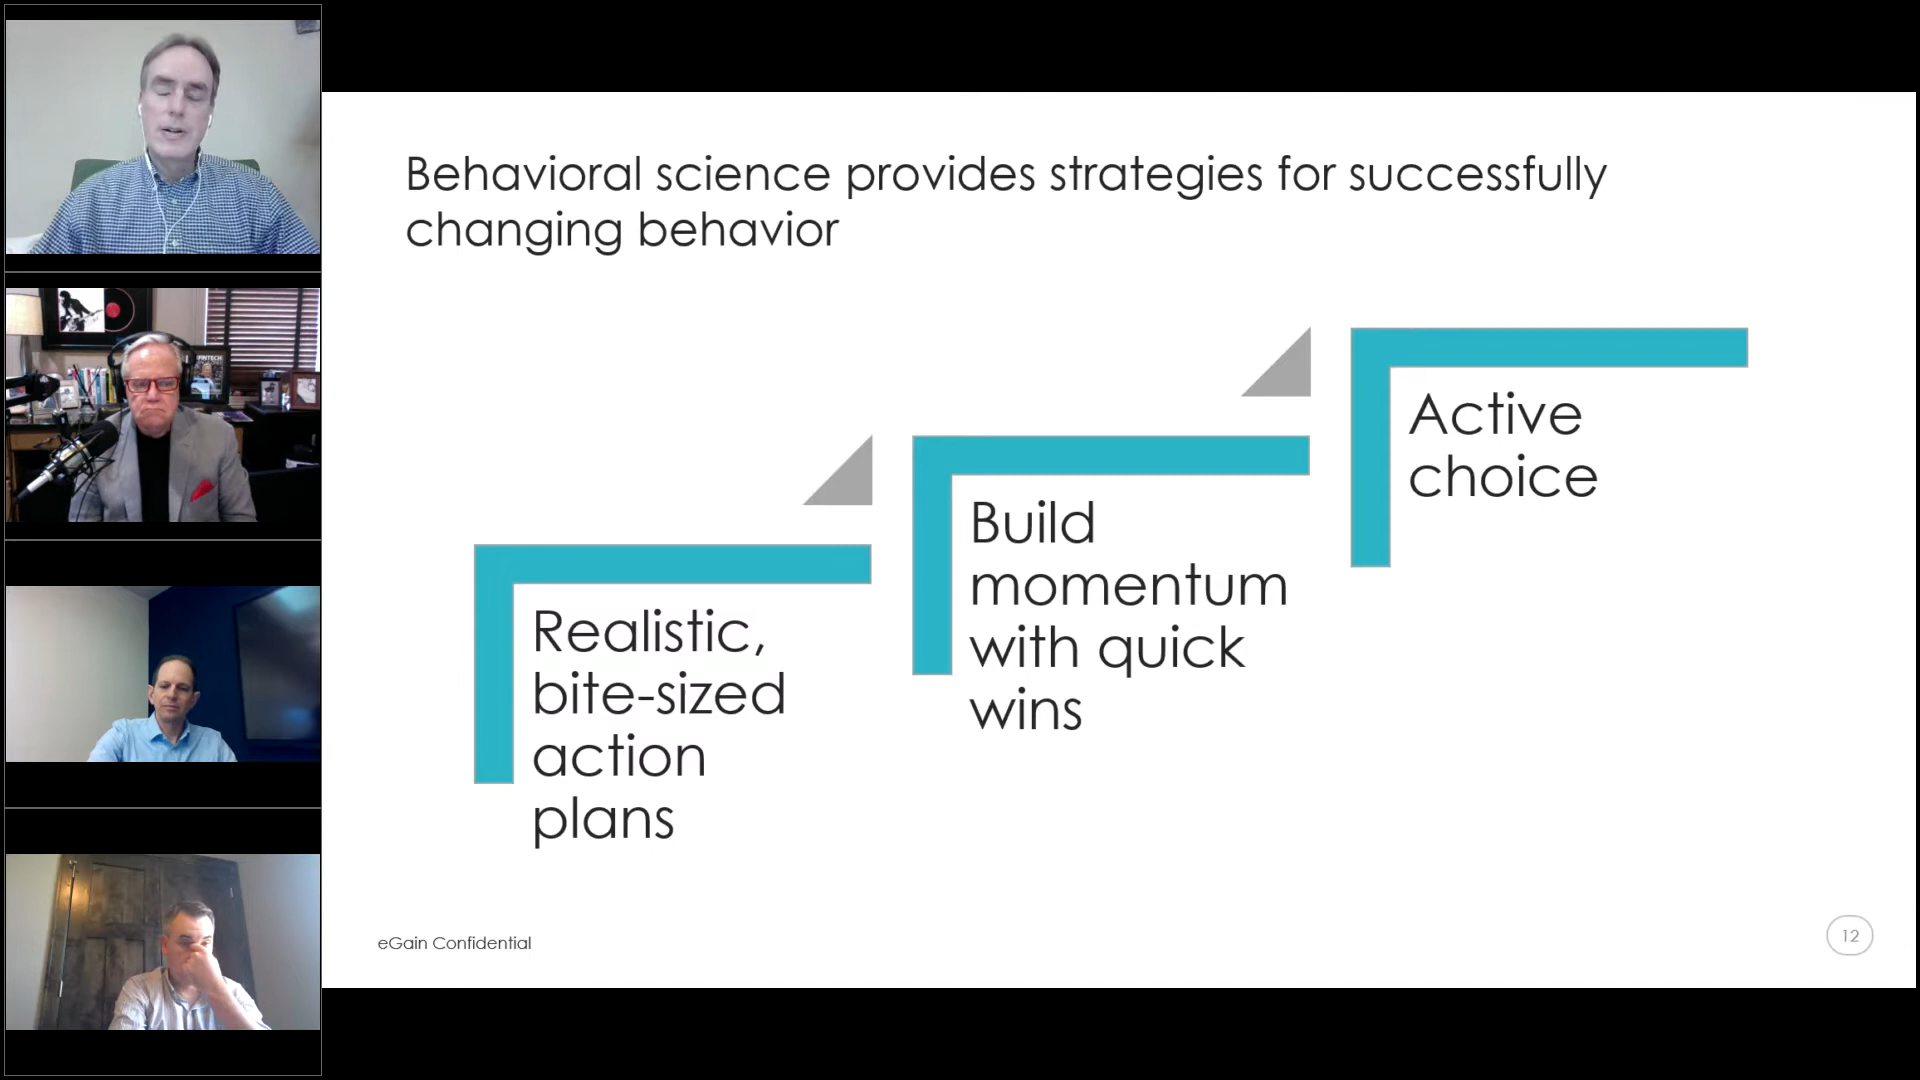 Behavioral science provides strategies for successfully
changing behavior
Realistic,
bite-sized
action
plans
Build
momentum
with quick
wins
Active
choice
eGain Confidential
12
FINTECH